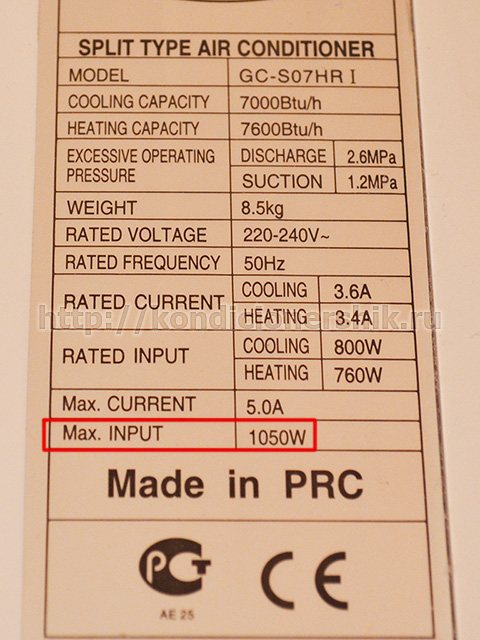 SPLIT TYPE AIR CONDITIONER
MODEL GC-S07HR I
COOLING CAPACITY 7000Btu/h
HEATING CAPACITY 7600Btu/h
EXCESSIVE OPERATING PRESSURE DISCHARGE 2.6MPa
SUCTION 1.2MPa
WEIGHT 8.5kg
RATED VOLTAGE 220-240V~
RATED FREQUENCY 50Hz
RATED CURRENT COOLING 3.6A
HEATING 3.4A
http://kondicionershik.ru
RATED INPUT COOLING 800W
HEATING 760W
Max. CURRENT 5.0A
Max. INPUT 1050W
Made in PRC
PCT CE
AE 25